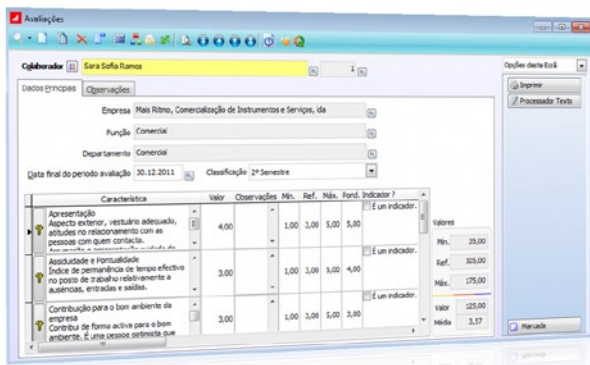 Avaliações
Colaborador Sara Sofia Ramos 1
Opções deste Ecrã
Imprimir
Processador Texto
Dados Principais Observações
Empresa Mais Ritmo, Comercialização de Instrumentos e Serviços, lda
Função Comercial
Departamento Comercial
Data final do periodo avaliação 30.12.2011 Classificação 2º Semestre
Característica Valor Observações Min. Ref. Máx. Pond. Indicador ?
Apresentação
Aspecto exterior, vestuário adequado,
atitudes no relacionamento com as
pessoas com quem contacta.
4,00 1,00 3,00 5,00 5,00 É um indicador.
Assiduidade e Pontualidade
Índice de permanência de tempo efectivo
no posto de trabalho relativamente a
ausências, entradas e saídas.
3,00 1,00 3,00 5,00 4,00 É um indicador.
Contribuição para o bom ambiente da
empresa
Contribui de forma activa para o bom
ambiente. É uma pessoa optimista que
3,00 1,00 3,00 5,00 3,00 É um indicador.
Valores
Min. 35,00
Ref. 105,00
Máx. 175,00
Valor 125,00
Média 3,57
Marcado